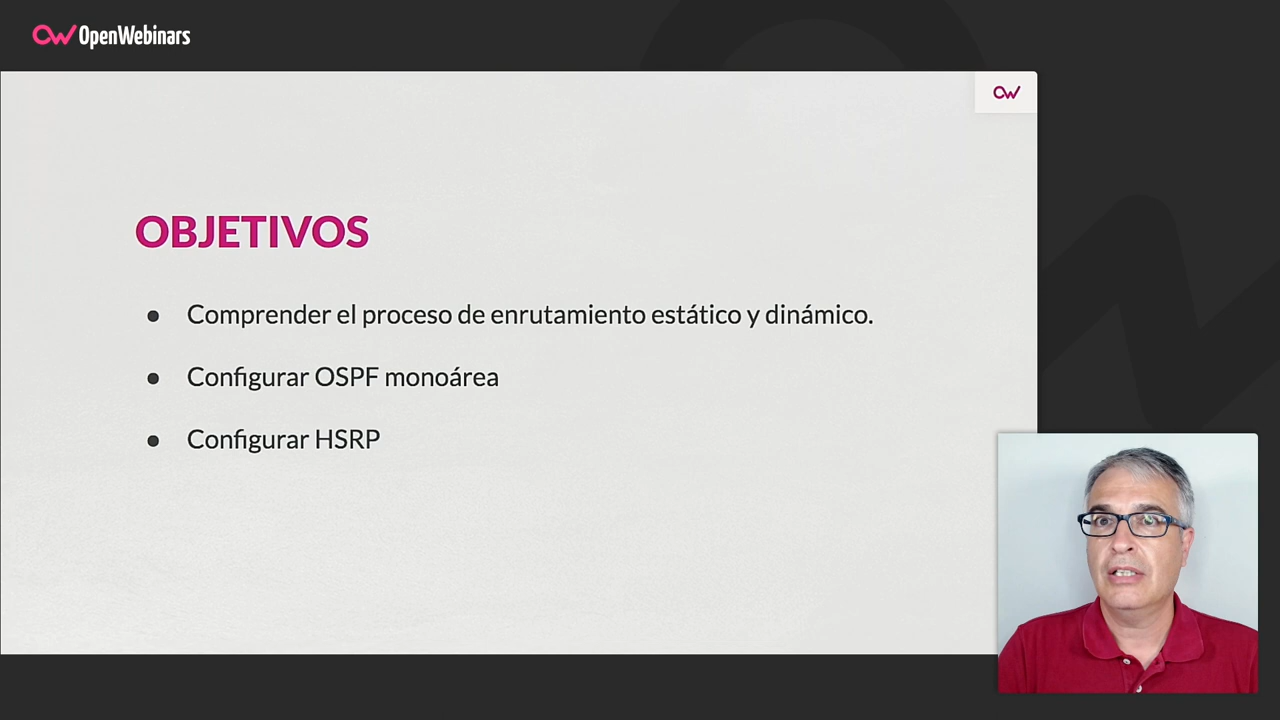 OpenWebinars
OBJETIVOS
● Comprender el proceso de enrutamiento estático y dinámico.
● Configurar OSPF monoárea
● Configurar HSRP